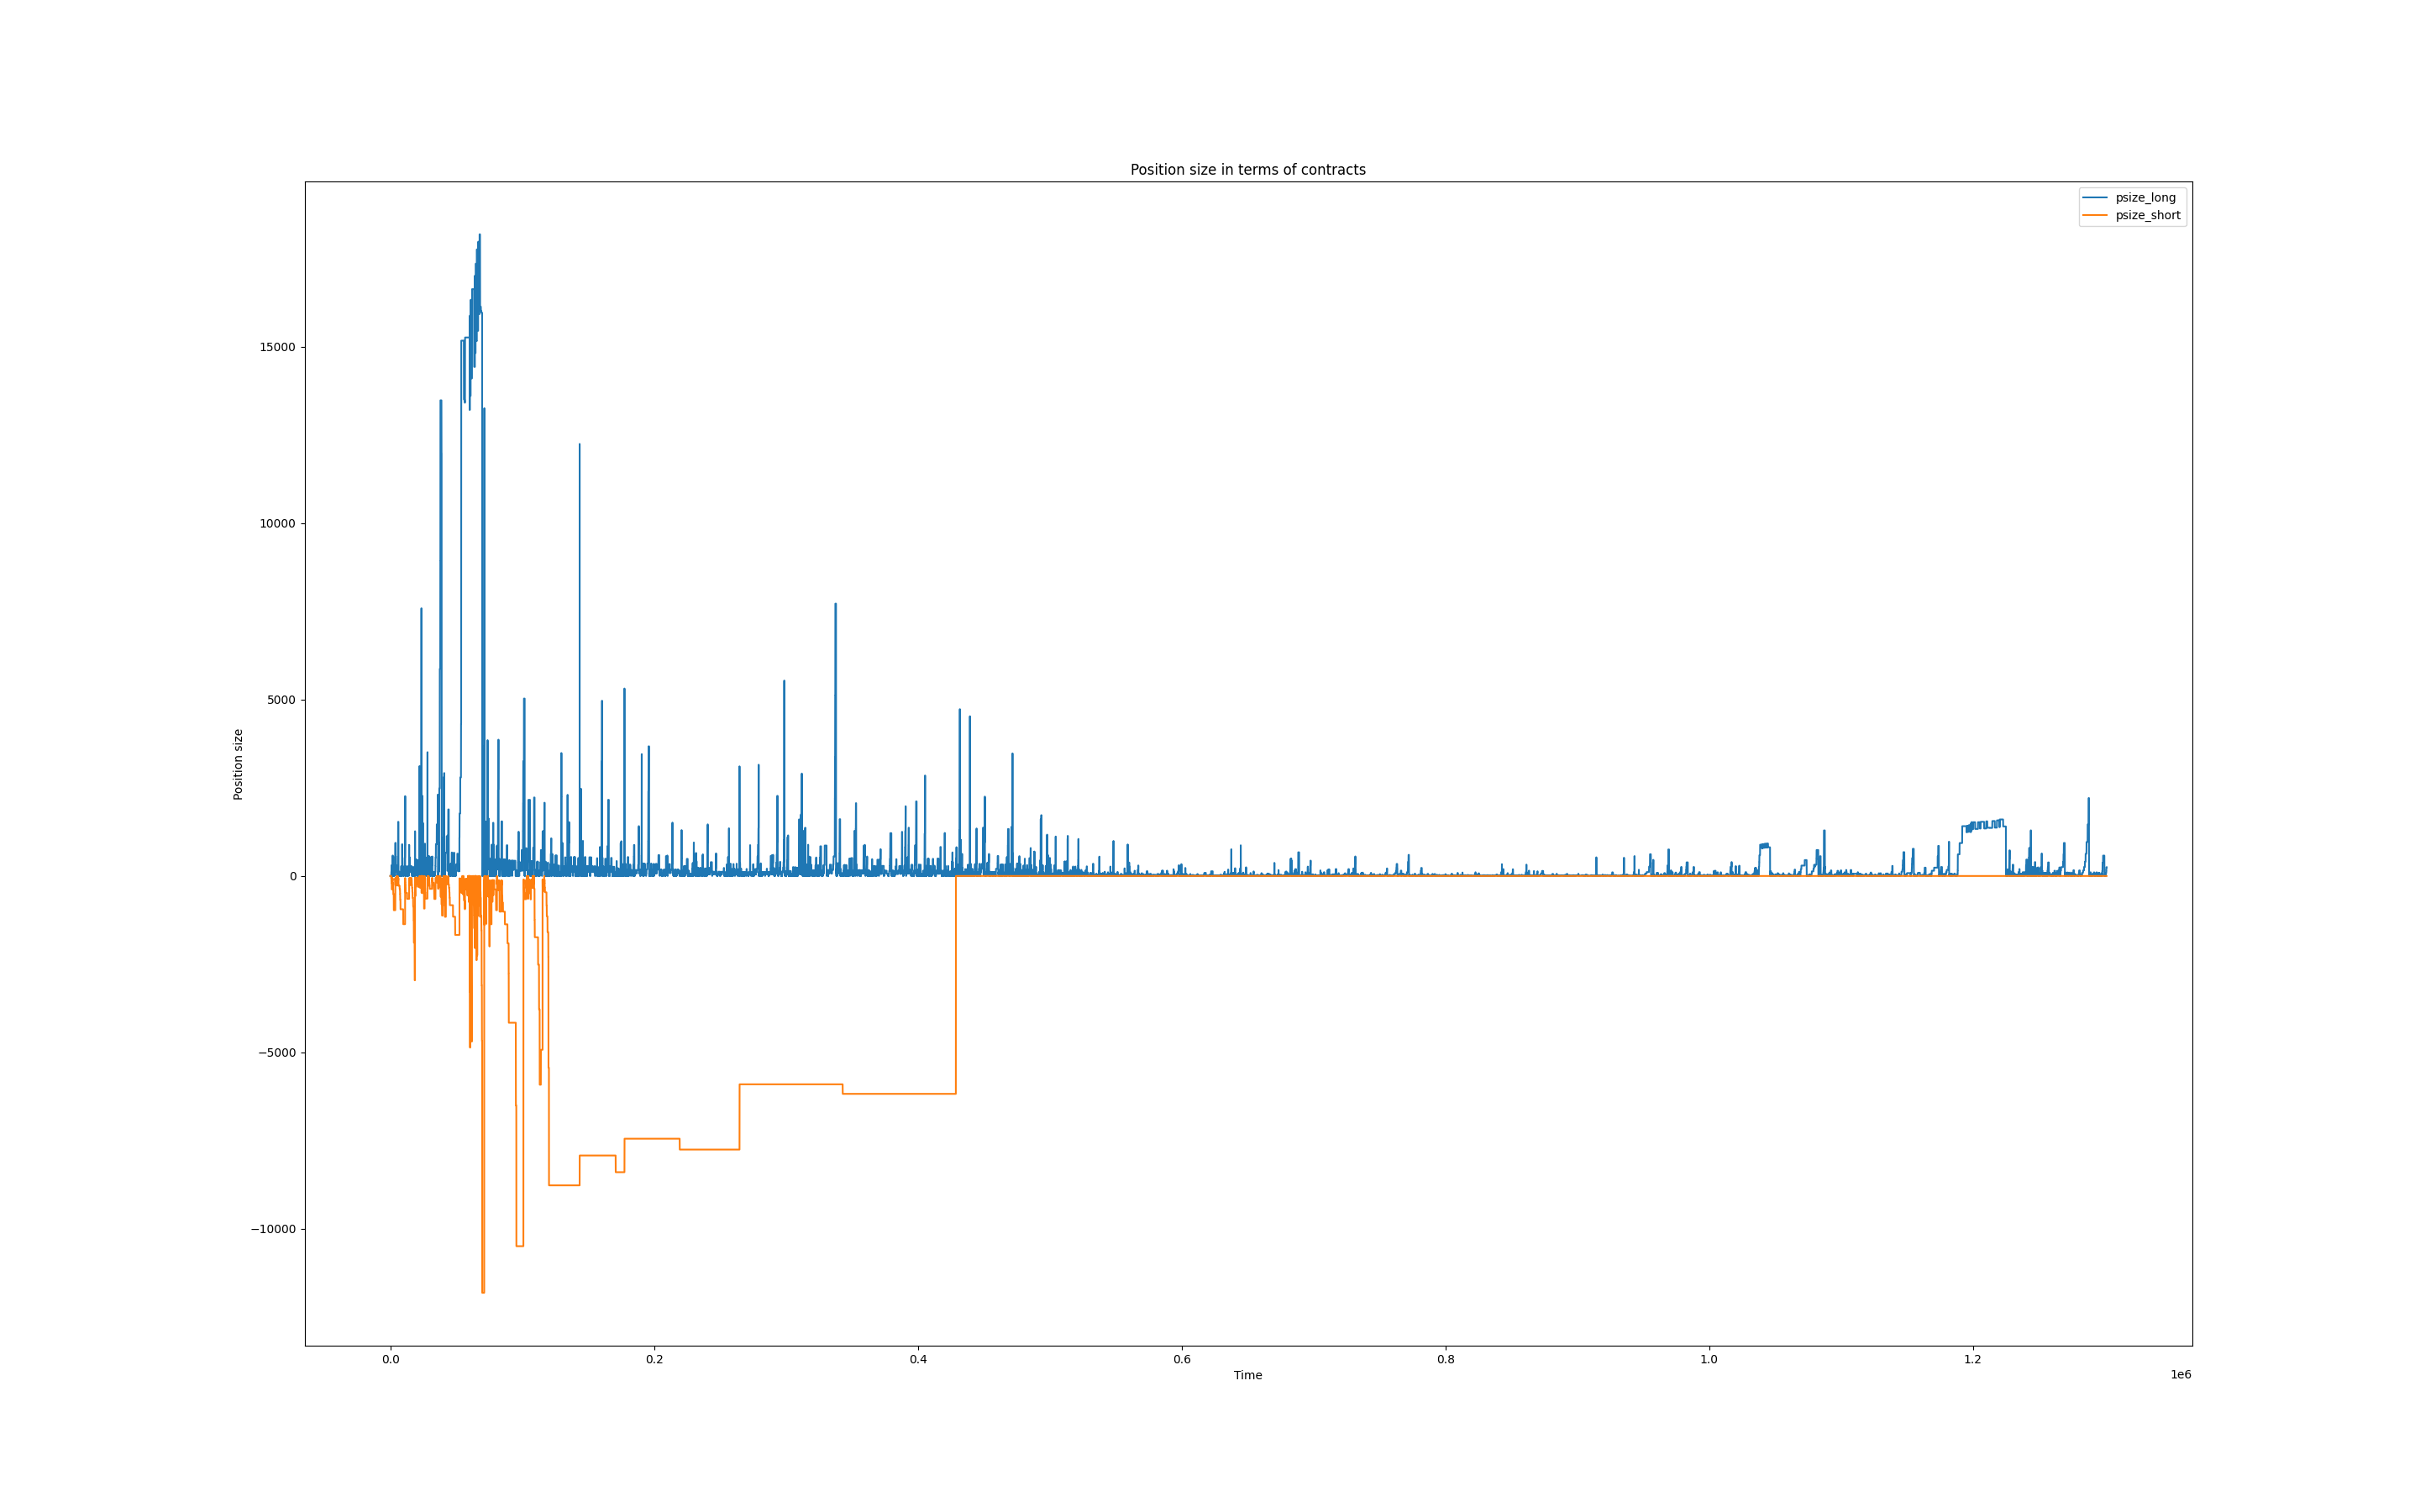 Position size in terms of contracts
psize_long
psize_short
Position size
15000
10000
5000
0
−5000
−10000
0.0
0.2
0.4
0.6
0.8
1.0
1.2
1e6
Time